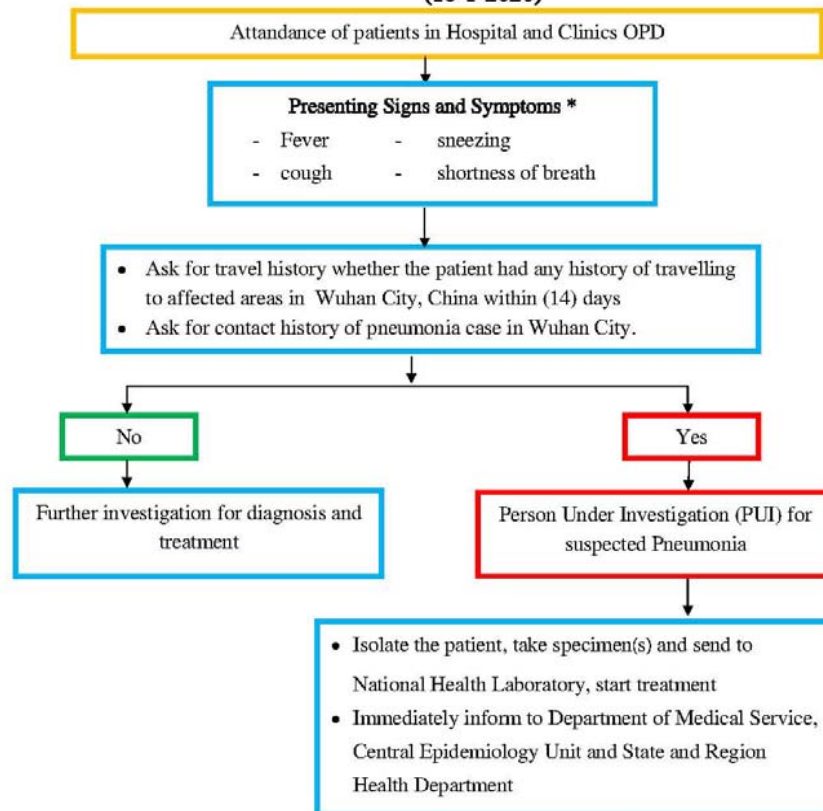 Attandance of patients in Hospital and Clinics OPD
Presenting Signs and Symptoms *
- Fever - sneezing
- cough - shortness of breath
• Ask for travel history whether the patient had any history of travelling
to affected areas in Wuhan City, China within (14) days
• Ask for contact history of pneumonia case in Wuhan City.
No
Yes
Further investigation for diagnosis and
treatment
Person Under Investigation (PUI) for
suspected Pneumonia
• Isolate the patient, take specimen(s) and send to
National Health Laboratory, start treatment
• Immediately inform to Department of Medical Service,
Central Epidemiology Unit and State and Region
Health Department